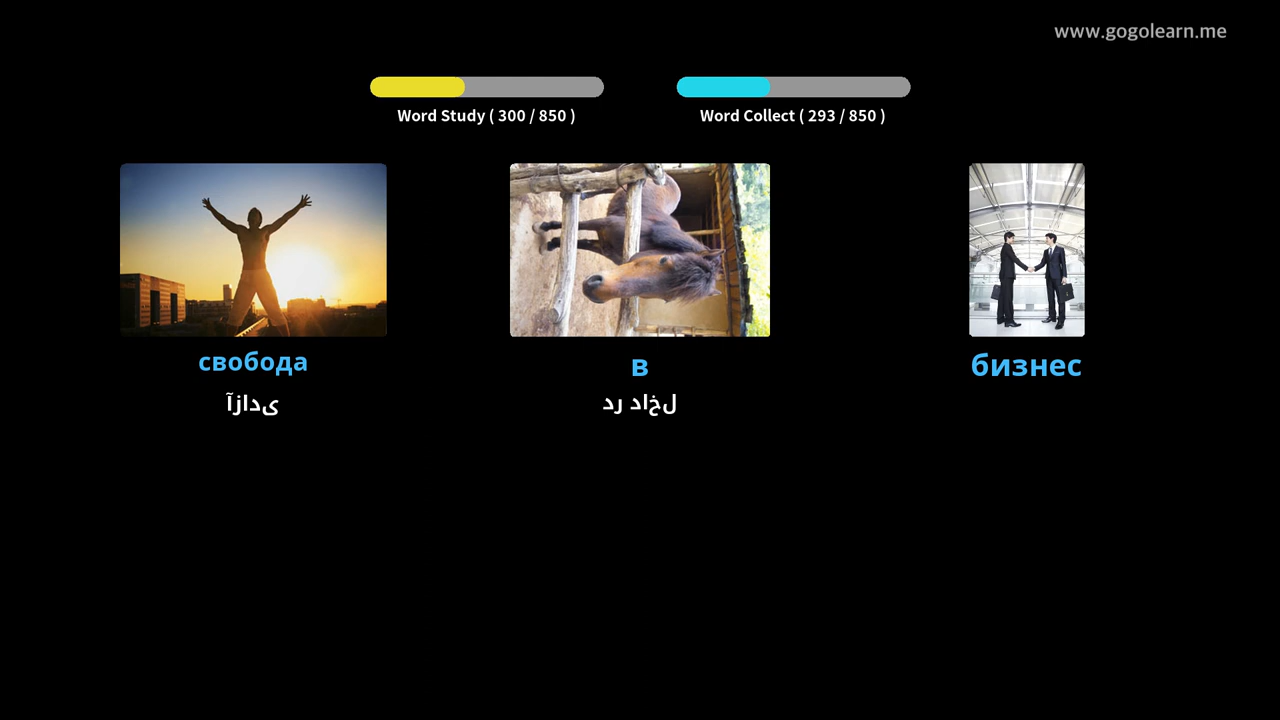 www.gogolearn.me
Word Study ( 300 / 850 )
Word Collect ( 293 / 850 )
свобода
в
бизнес
آزادی
در داخل